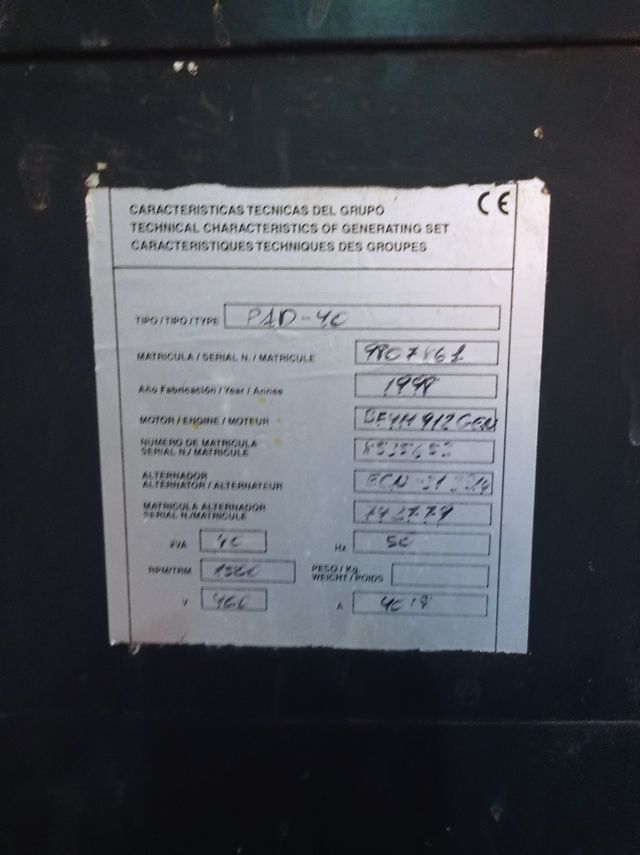 CE
CARACTERISTICAS TECNICAS DEL GRUPO
TECHNICAL CHARACTERISTICS OF GENERATING SET
CARACTERISTIQUES TECHNIQUES DES GROUPES
TIPO / TIPO / TYPE PAD-40
MATRICULA / SERIAL N. / MATRICULE
Año Fabricación / Year / Annee 1998
MOTOR / ENGINE / MOTEUR
NUMERO DE MATRICULA
SERIAL N./ MATRICULE
ALTERNADOR
ALTERNATOR / ALTERNATEUR
MATRICULA ALTERNADOR
SERIAL N./MATRICULE
KVA 40 Hz 50
RPM/TRM 1500 PESO / Kg.
WEIGHT / POIDS
V 400 A